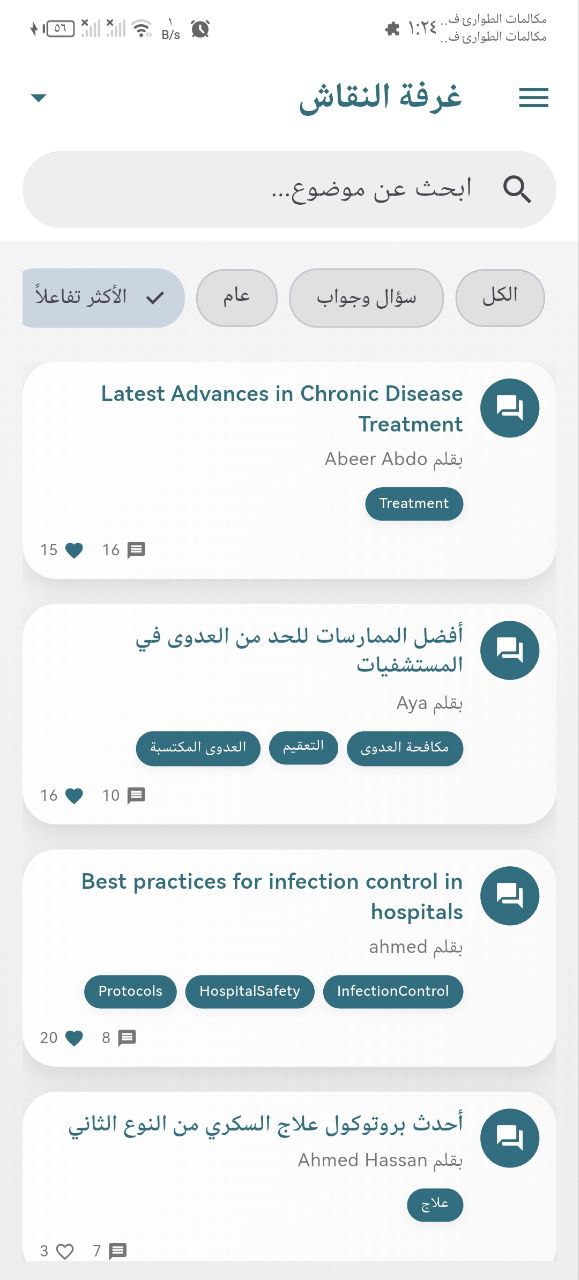 مكالمات الطوارئ ف..
مكالمات الطوارئ ف..
١:٢٤
١
B/s
٥٦
غرفة النقاش
ابحث عن موضوع...
الكل
سؤال وجواب
عام
الأكثر تفاعلاً
Latest Advances in Chronic Disease
Treatment
بقلم Abeer Abdo
Treatment
16
15
أفضل الممارسات للحد من العدوى في
المستشفيات
بقلم Aya
مكافحة العدوى
التعقيم
العدوى المكتسبة
10
16
Best practices for infection control in
hospitals
بقلم ahmed
InfectionControl
HospitalSafety
Protocols
8
20
أحدث بروتوكول علاج السكري من النوع الثاني
بقلم Ahmed Hassan
علاج
7
3